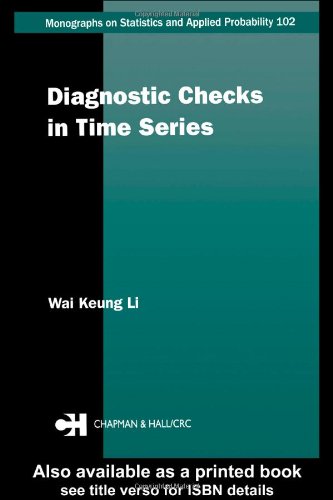 Monographs on Statistics and Applied Probability 102
Diagnostic Checks
in Time Series
Wai Keung Li
CH
CHAPMAN & HALL/CRC
Also available as a printed book
see title verso for ISBN details